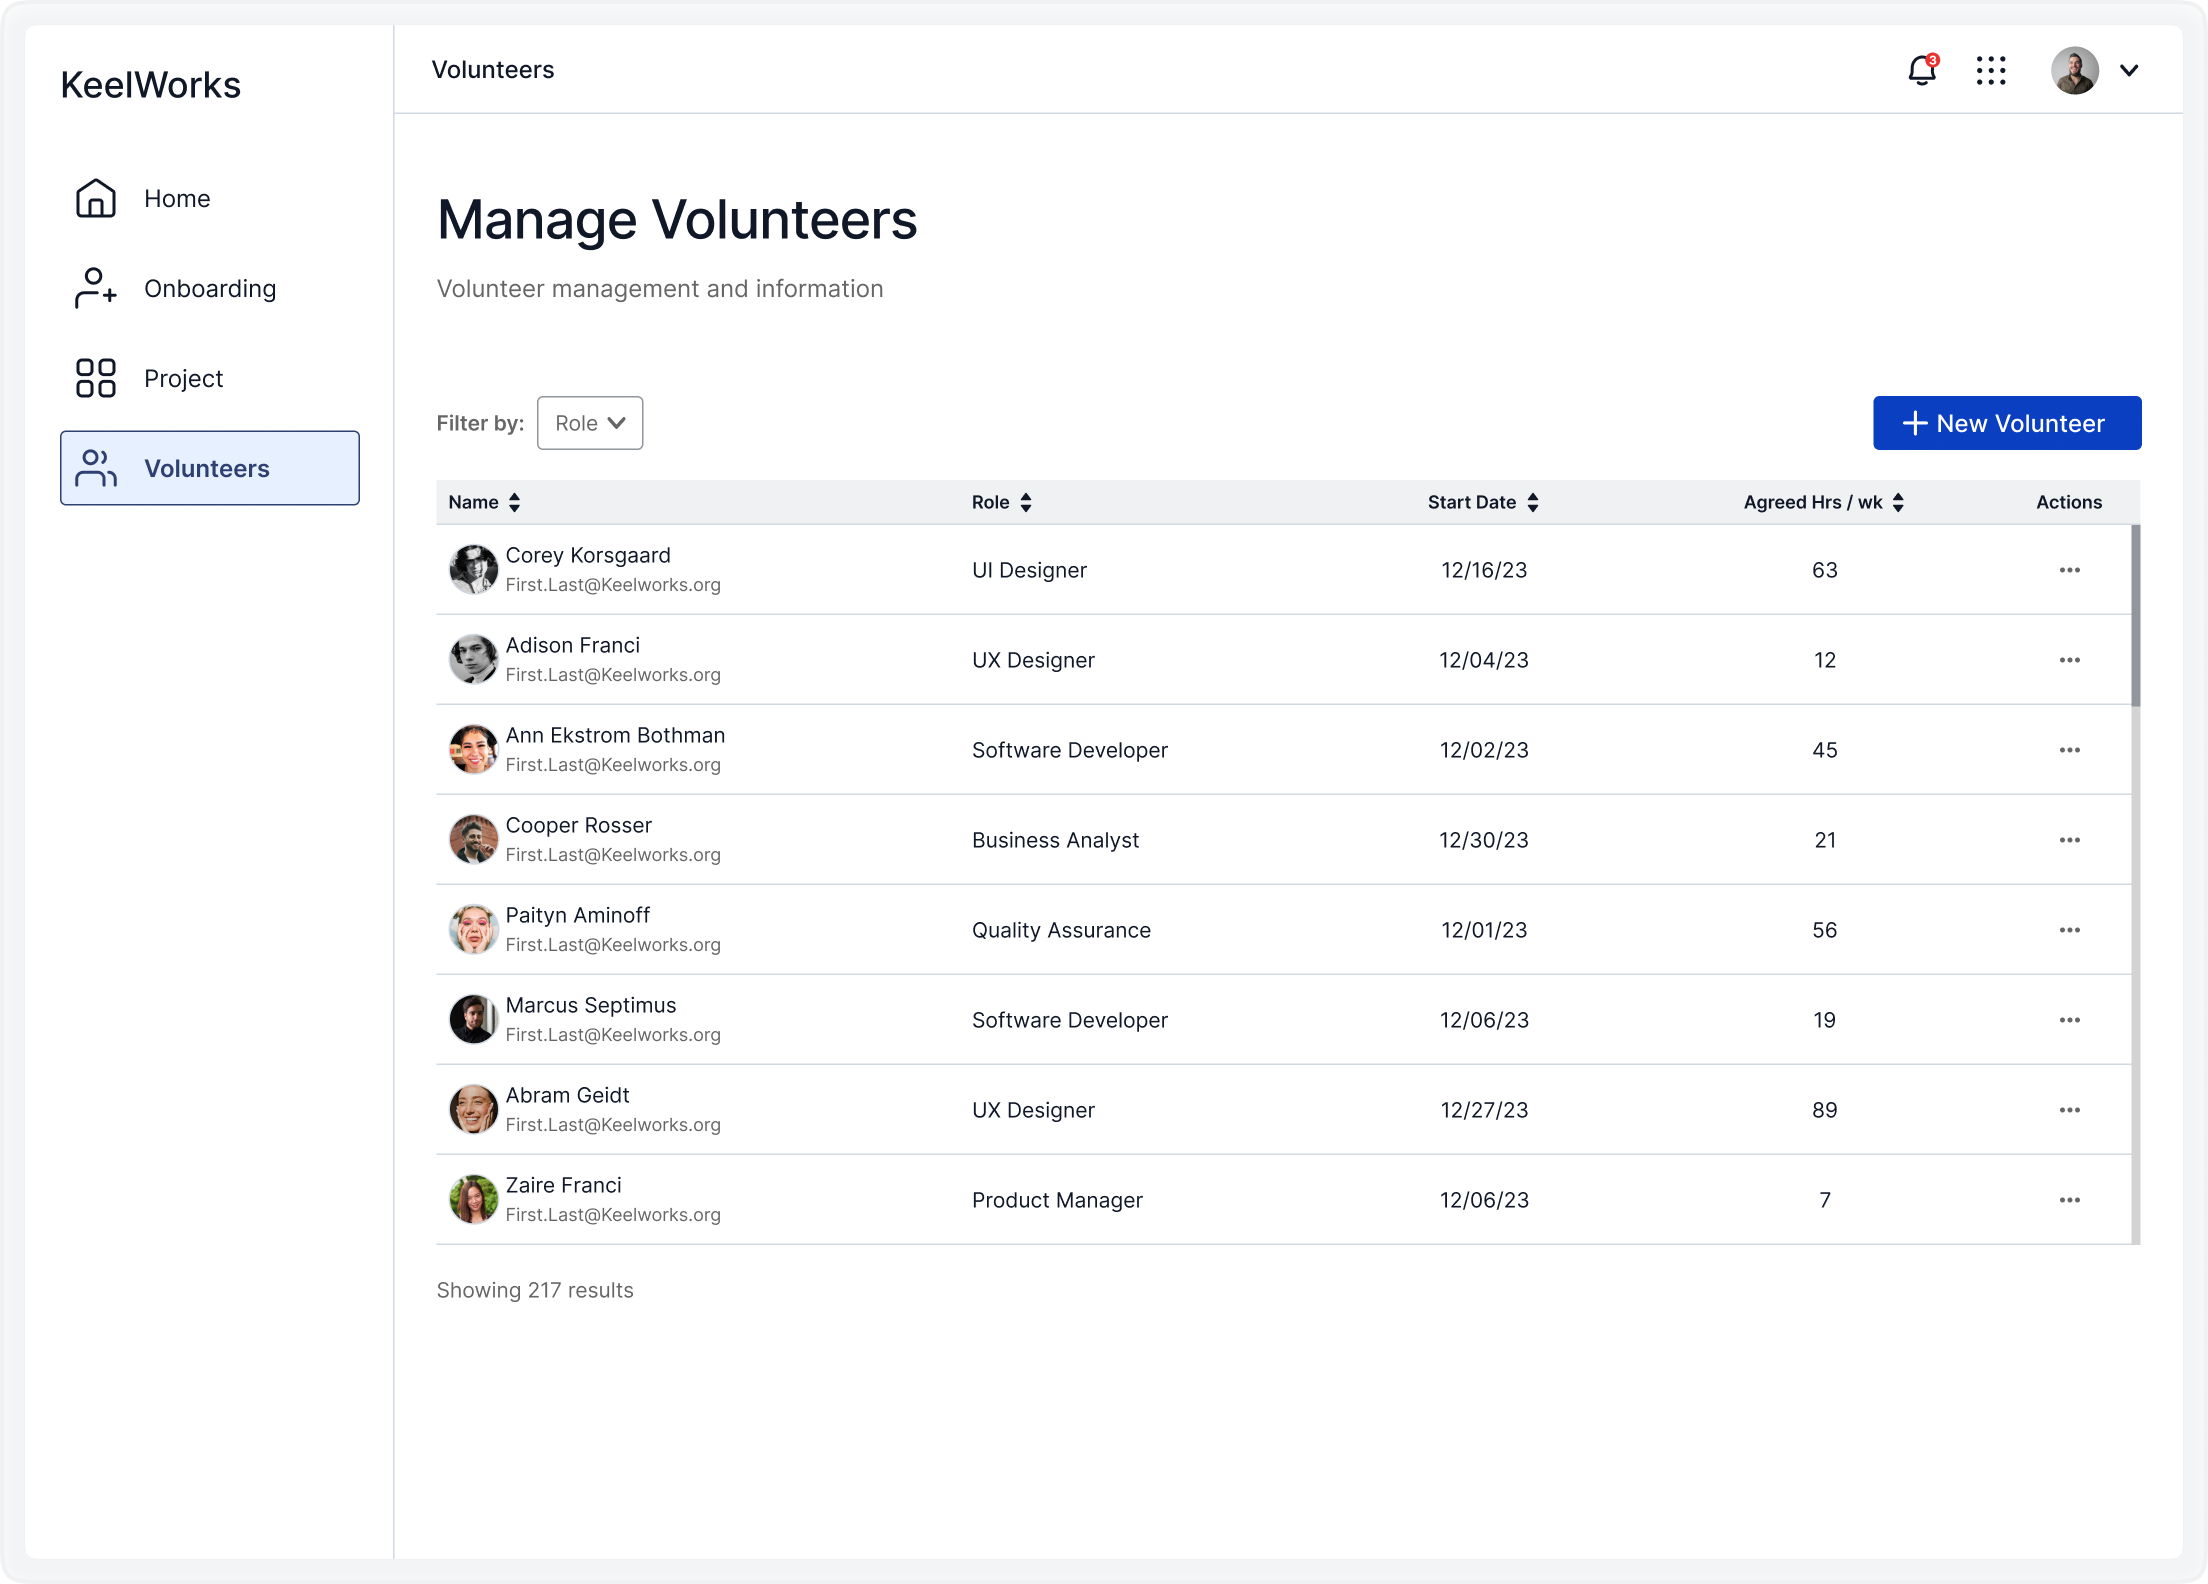 KeelWorks
Home
Onboarding
Project
Volunteers
Volunteers
3
Manage Volunteers
Volunteer management and information
Filter by: Role
New Volunteer
Name Role Start Date Agreed Hrs / wk Actions
Corey Korsgaard
First.Last@Keelworks.org
UI Designer 12/16/23 63
Adison Franci
First.Last@Keelworks.org
UX Designer 12/04/23 12
Ann Ekstrom Bothman
First.Last@Keelworks.org
Software Developer 12/02/23 45
Cooper Rosser
First.Last@Keelworks.org
Business Analyst 12/30/23 21
Paityn Aminoff
First.Last@Keelworks.org
Quality Assurance 12/01/23 56
Marcus Septimus
First.Last@Keelworks.org
Software Developer 12/06/23 19
Abram Geidt
First.Last@Keelworks.org
UX Designer 12/27/23 89
Zaire Franci
First.Last@Keelworks.org
Product Manager 12/06/23 7
Showing 217 results